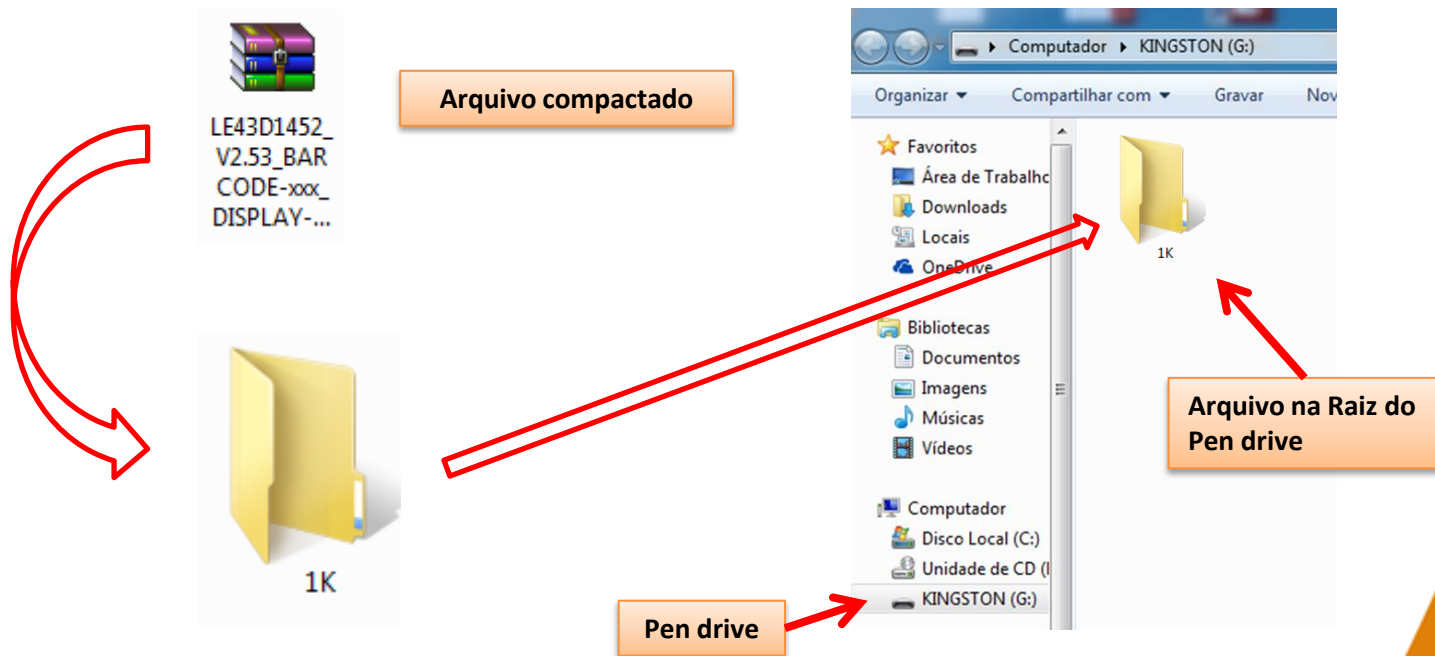 LE43D1452_
V2.53_BAR
CODE-xxx_
DISPLAY-...
Arquivo compactado
1K
Computador KINGSTON (G:)
Organizar Compartilhar com Gravar Nov
Favoritos
Área de Trabalhc
Downloads
Locais
OneDrive
Bibliotecas
Documentos
Imagens
Músicas
Vídeos
Computador
Disco Local (C:)
Unidade de CD (
KINGSTON (G:)
1K
Arquivo na Raiz do
Pen drive
Pen drive